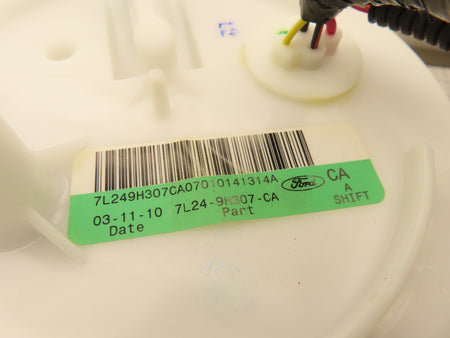 7L249H307CA07010141314A
Ford
CA
03-11-10 7L24-9H307-CA
A
Date Part
SHIFT